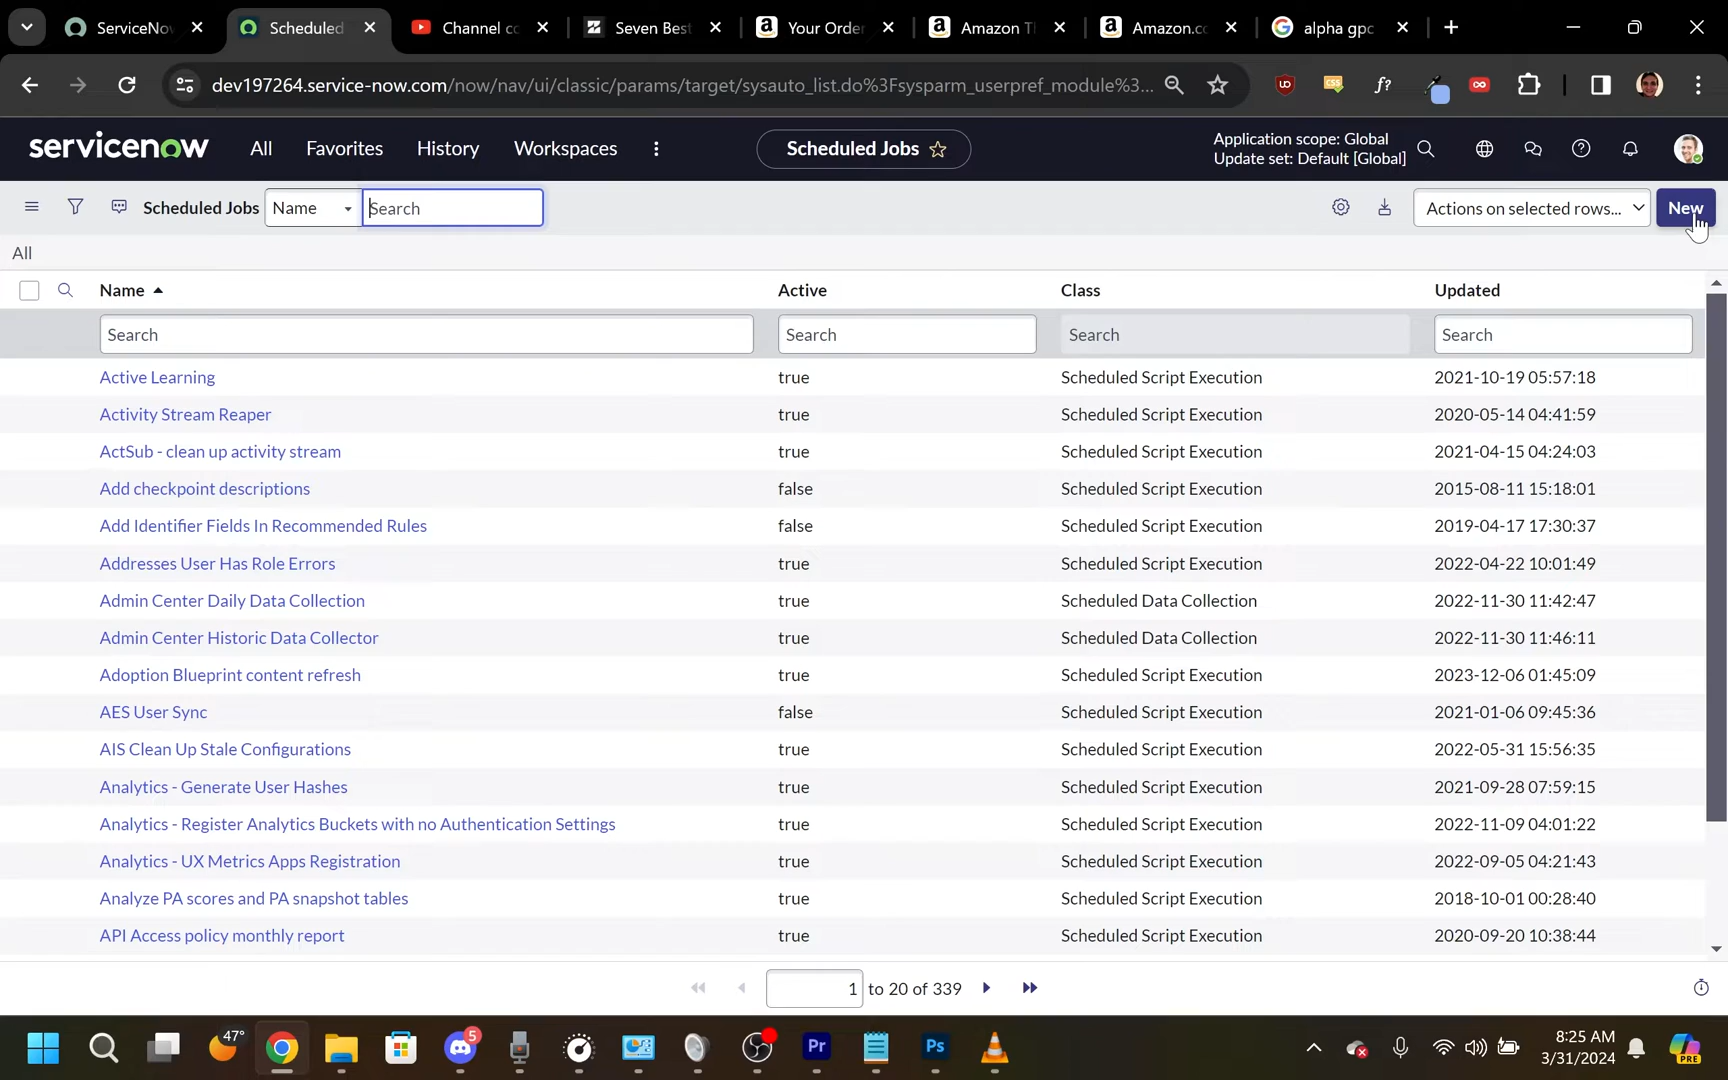 ServiceNo
Scheduled
Channel co
Seven Best
Your Order
Amazon T
Amazon.c
alpha gpc
dev197264.service-now.com/now/nav/ui/classic/params/target/sysauto_list.do%3Fsysparm_userpref_module%3...
servicenow All Favorites History Workspaces Scheduled Jobs
Application scope: Global
Update set: Default [Global]
Scheduled Jobs Name Search Actions on selected rows... New
All
Name Active Class Updated
Search Search Search Search
Active Learning true Scheduled Script Execution 2021-10-19 05:57:18
Activity Stream Reaper true Scheduled Script Execution 2020-05-14 04:41:59
ActSub - clean up activity stream true Scheduled Script Execution 2021-04-15 04:24:03
Add checkpoint descriptions false Scheduled Script Execution 2015-08-11 15:18:01
Add Identifier Fields In Recommended Rules false Scheduled Script Execution 2019-04-17 17:30:37
Addresses User Has Role Errors true Scheduled Script Execution 2022-04-22 10:01:49
Admin Center Daily Data Collection true Scheduled Data Collection 2022-11-30 11:42:47
Admin Center Historic Data Collector true Scheduled Data Collection 2022-11-30 11:46:11
Adoption Blueprint content refresh true Scheduled Script Execution 2023-12-06 01:45:09
AES User Sync false Scheduled Script Execution 2021-01-06 09:45:36
AIS Clean Up Stale Configurations true Scheduled Script Execution 2022-05-31 15:56:35
Analytics - Generate User Hashes true Scheduled Script Execution 2021-09-28 07:59:15
Analytics - Register Analytics Buckets with no Authentication Settings true Scheduled Script Execution 2022-11-09 04:01:22
Analytics - UX Metrics Apps Registration true Scheduled Script Execution 2022-09-05 04:21:43
Analyze PA scores and PA snapshot tables true Scheduled Script Execution 2018-10-01 00:28:40
API Access policy monthly report true Scheduled Script Execution 2020-09-20 10:38:44
1 to 20 of 339
47°
5
Pr
Ps
8:25 AM
3/31/2024
PRE